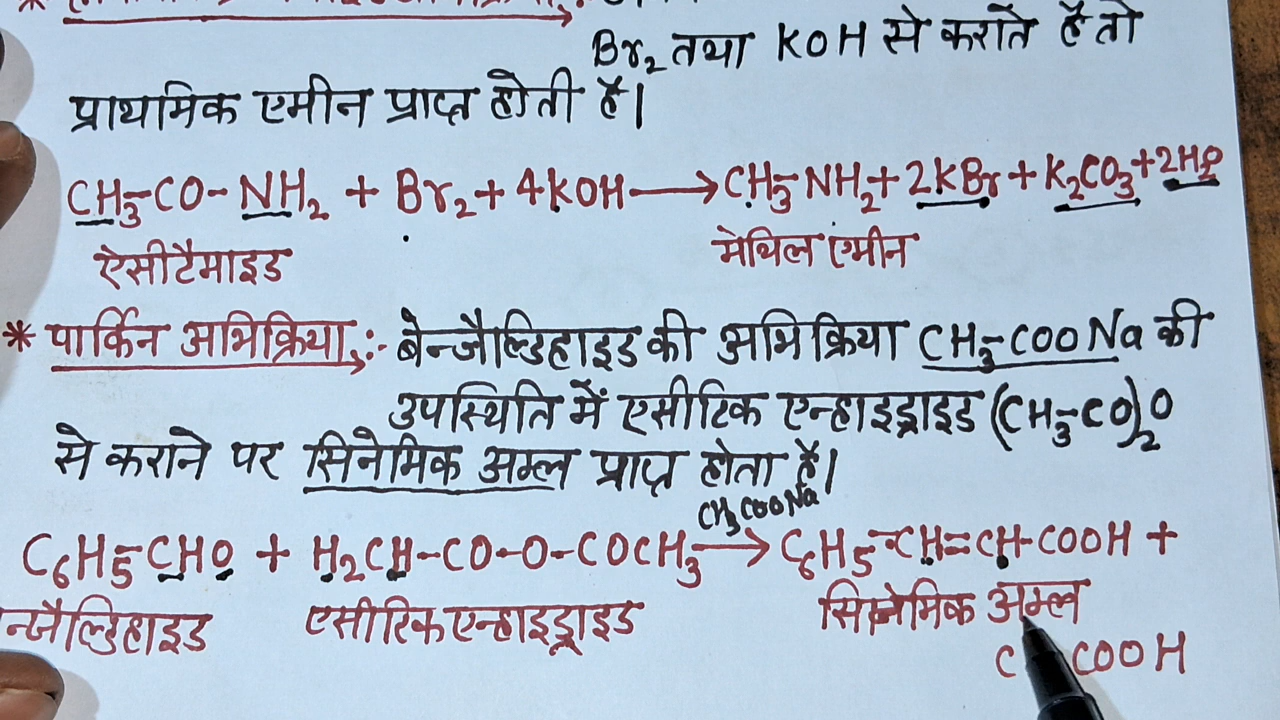 Br₂ तथा KOH से कराते हैं तो
प्राथमिक एमीन प्राप्त होती है।
CH₃-CO-NH₂ + Br₂ + 4KOH → CH₃-NH₂ + 2KBr + K₂CO₃ + 2H₂O
ऐसीटैमाइड मेथिल एमीन
* पार्किन अभिक्रिया :- बेन्जैल्डिहाइड की अभिक्रिया CH₃-COONa की
उपस्थिति में एसीटिक एन्हाइड्राइड (CH₃-CO)₂O
से कराने पर सिनेमिक अम्ल प्राप्त होता है।
CH₃COONa
C₆H₅-CHO + H₂CH-CO-O-COCH₃ → C₆H₅-CH=CH-COOH +
न्जैल्डिहाइड एसीटिक एन्हाइड्राइड सिनेमिक अम्ल
C COOH